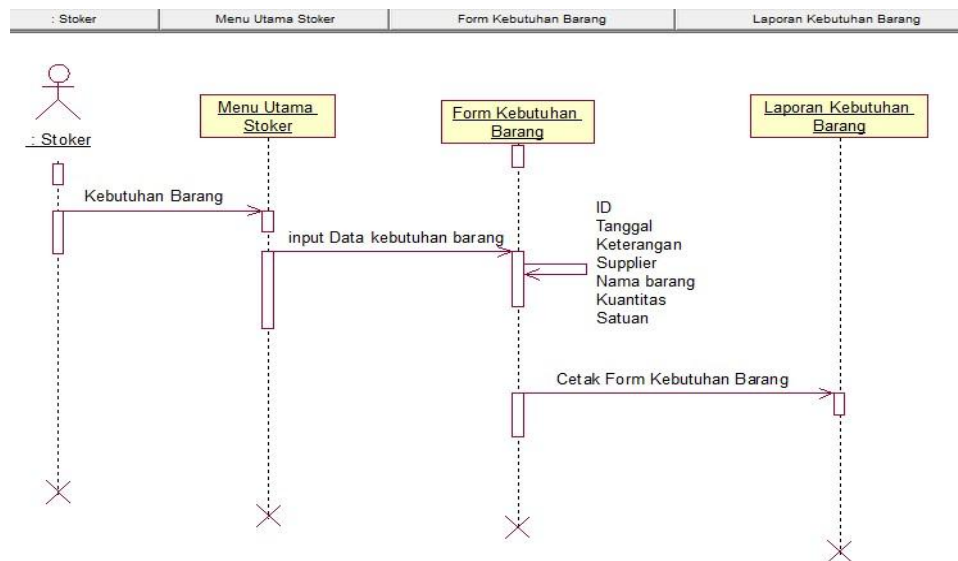 : Stoker
Menu Utama Stoker
Form Kebutuhan Barang
Laporan Kebutuhan Barang
: Stoker
Menu Utama
Stoker
Form Kebutuhan
Barang
Laporan Kebutuhan
Barang
Kebutuhan Barang
input Data kebutuhan barang
ID
Tanggal
Keterangan
Supplier
Nama barang
Kuantitas
Satuan
Cetak Form Kebutuhan Barang